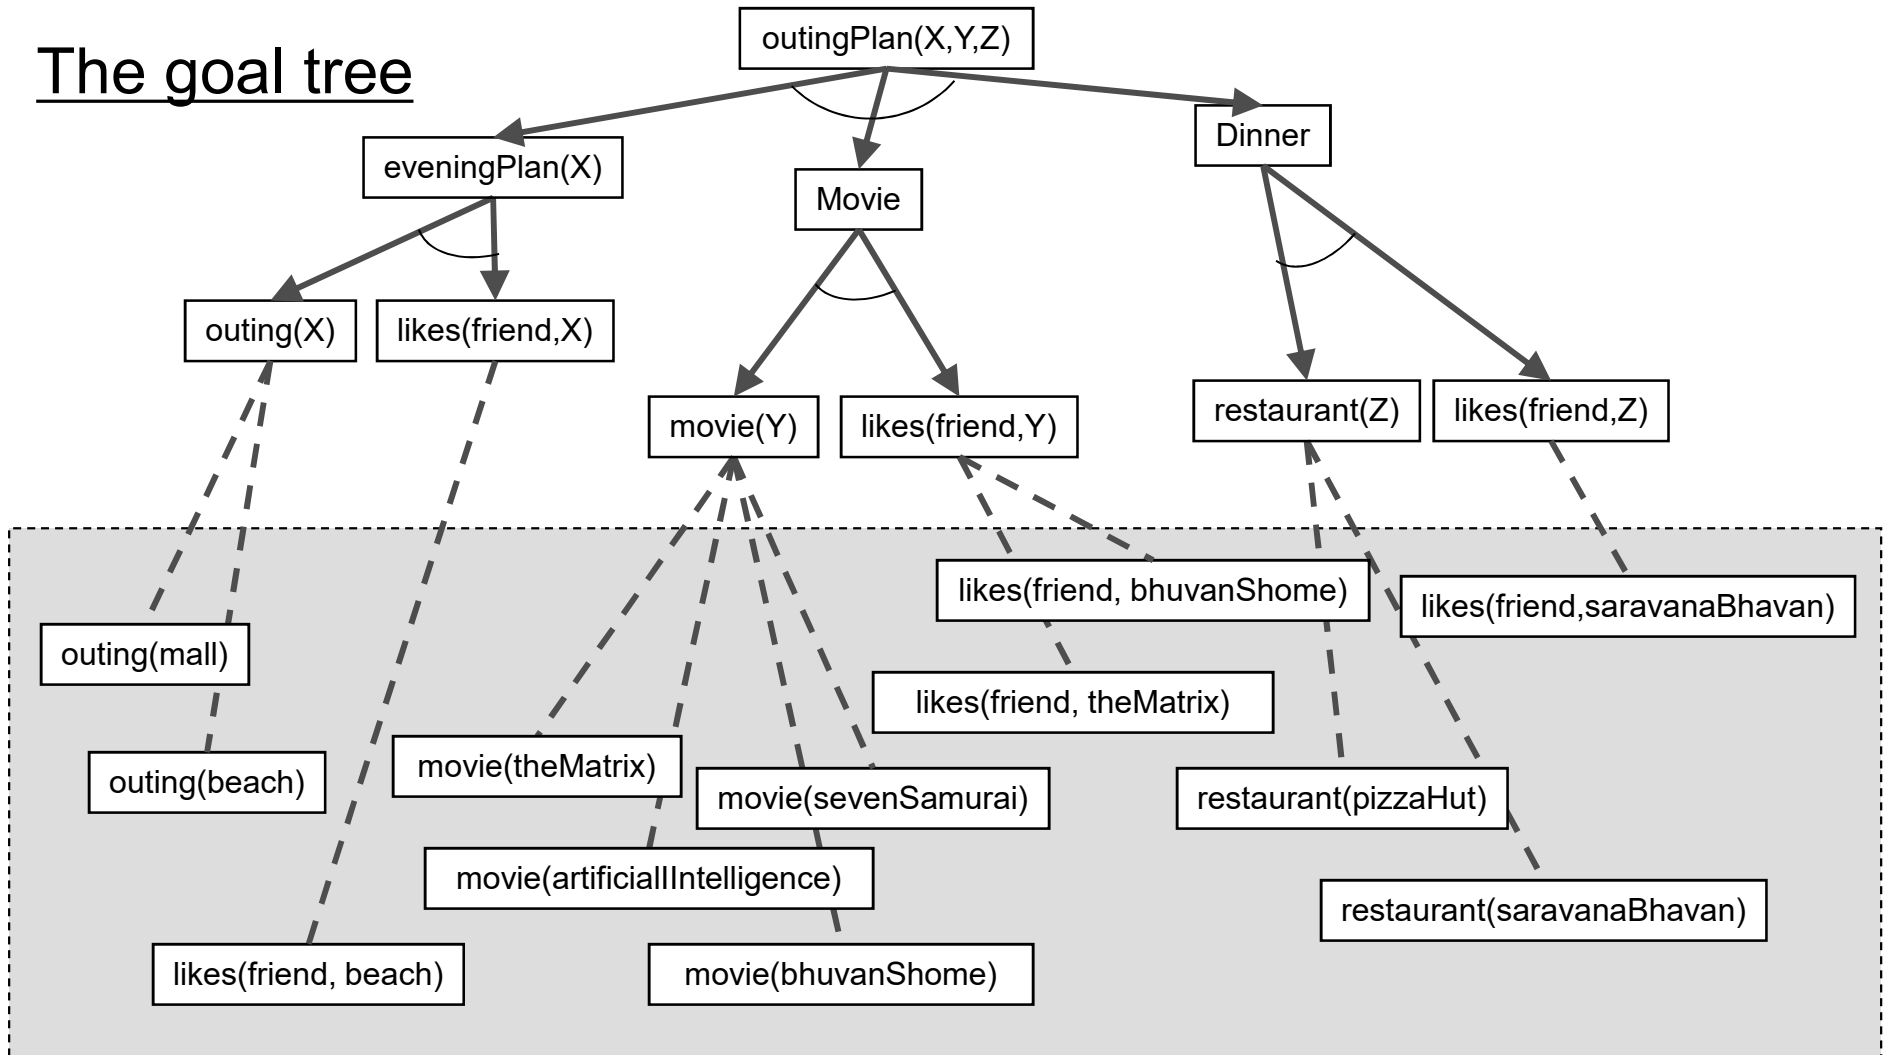 The goal tree
outingPlan(X,Y,Z)
eveningPlan(X)
Movie
Dinner
outing(X)
likes(friend,X)
movie(Y)
likes(friend,Y)
restaurant(Z)
likes(friend,Z)
likes(friend, bhuvanShome)
likes(friend,saravanaBhavan)
outing(mall)
likes(friend, theMatrix)
outing(beach)
movie(theMatrix)
movie(sevenSamurai)
restaurant(pizzaHut)
movie(artificialIIntelligence)
restaurant(saravanaBhavan)
likes(friend, beach)
movie(bhuvanShome)